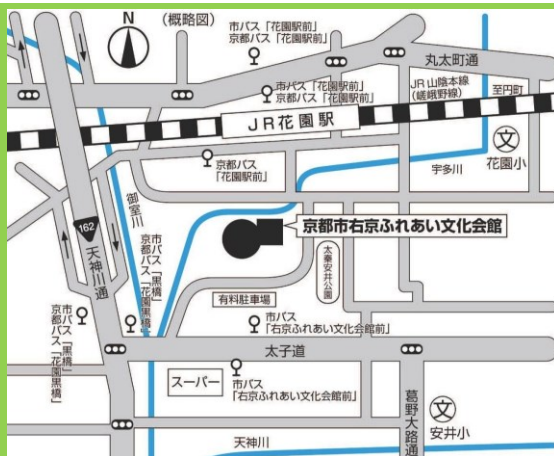 N
(概略図)
市バス「花園駅前」
京都バス「花園駅前」
丸太町通
市バス「花園駅前」
京都バス「花園駅前」
JR山陰本線
(嵯峨野線)
至円町
JR花園駅
文
花園小
京都バス
「花園駅前」
宇多川
御室川
162
天神川通
京都市右京ふれあい文化会館
太秦安井公園
市バス「黒橋」
京都バス「花園黒橋」
有料駐車場
市バス
「右京ふれあい文化会館前」
市バス「黒橋」
京都バス「花園黒橋」
太子道
スーパー
市バス
「右京ふれあい文化会館前」
葛野大路通
文
安井小
天神川